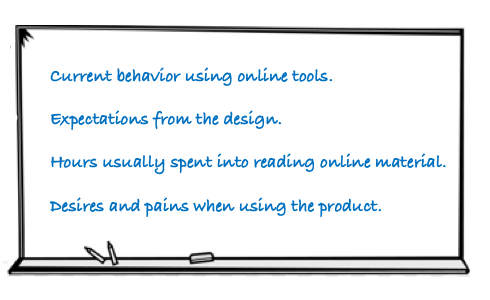 Current behavior using online tools.
Expectations from the design.
Hours usually spent into reading online material.
Desires and pains when using the product.